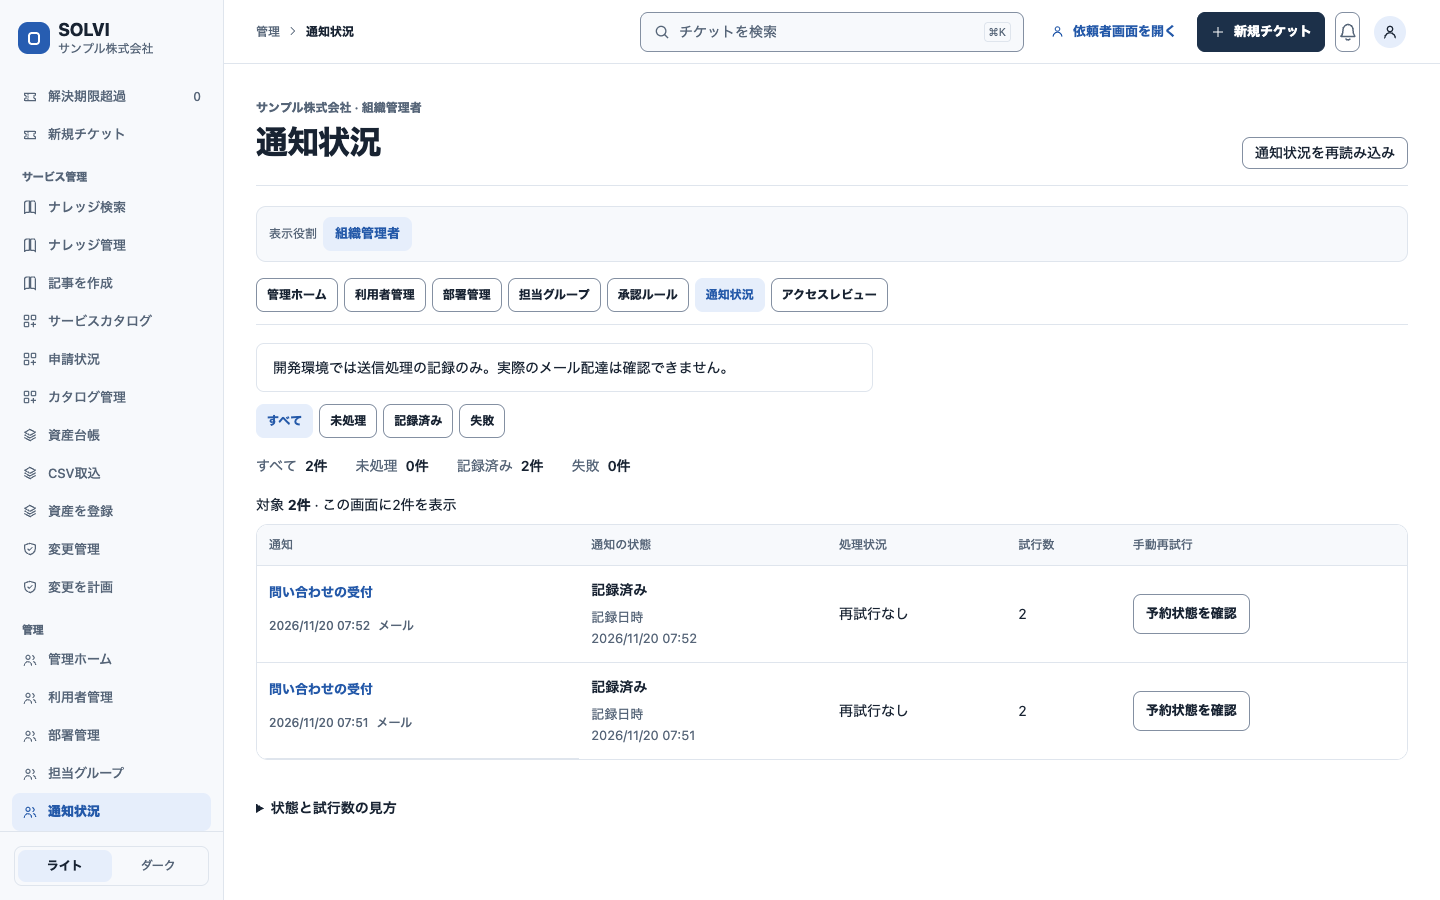 SOLVI
サンプル株式会社
解決期限超過 0
新規チケット
サービス管理
ナレッジ検索
ナレッジ管理
記事を作成
サービスカタログ
申請状況
カタログ管理
資産台帳
CSV取込
資産を登録
変更管理
変更を計画
管理
管理ホーム
利用者管理
部署管理
担当グループ
通知状況
ライト ダーク
管理 > 通知状況
チケットを検索 ⌘K
依頼者画面を開く
+ 新規チケット
サンプル株式会社 · 組織管理者
通知状況
通知状況を再読み込み
表示役割 組織管理者
管理ホーム 利用者管理 部署管理 担当グループ 承認ルール 通知状況 アクセスレビュー
開発環境では送信処理の記録のみ。実際のメール配達は確認できません。
すべて 未処理 記録済み 失敗
すべて 2件 未処理 0件 記録済み 2件 失敗 0件
対象 2件 · この画面に2件を表示
通知 通知の状態 処理状況 試行数 手動再試行
問い合わせの受付
2026/11/20 07:52 メール
記録済み
記録日時
2026/11/20 07:52
再試行なし
2
予約状態を確認
問い合わせの受付
2026/11/20 07:51 メール
記録済み
記録日時
2026/11/20 07:51
再試行なし
2
予約状態を確認
▶ 状態と試行数の見方